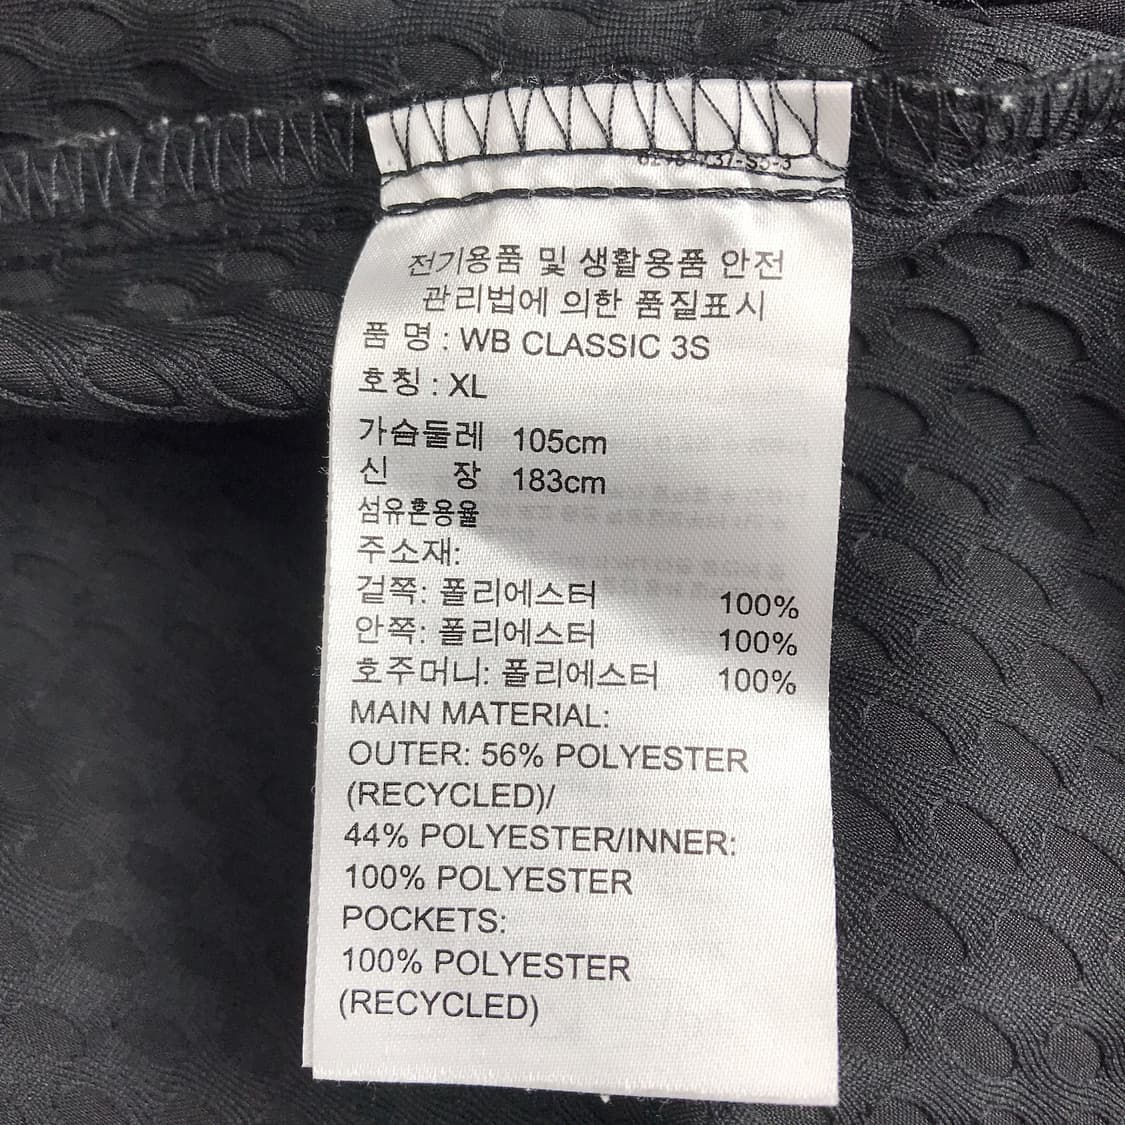 전기용품 및 생활용품 안전
관리법에 의한 품질표시
품 명 : WB CLASSIC 3S
호칭 : XL
가슴둘레 105cm
신 장 183cm
섬유혼용율
주소재:
겉쪽: 폴리에스터 100%
안쪽: 폴리에스터 100%
호주머니: 폴리에스터 100%
MAIN MATERIAL:
OUTER: 56% POLYESTER
(RECYCLED)/
44% POLYESTER/INNER:
100% POLYESTER
POCKETS:
100% POLYESTER
(RECYCLED)